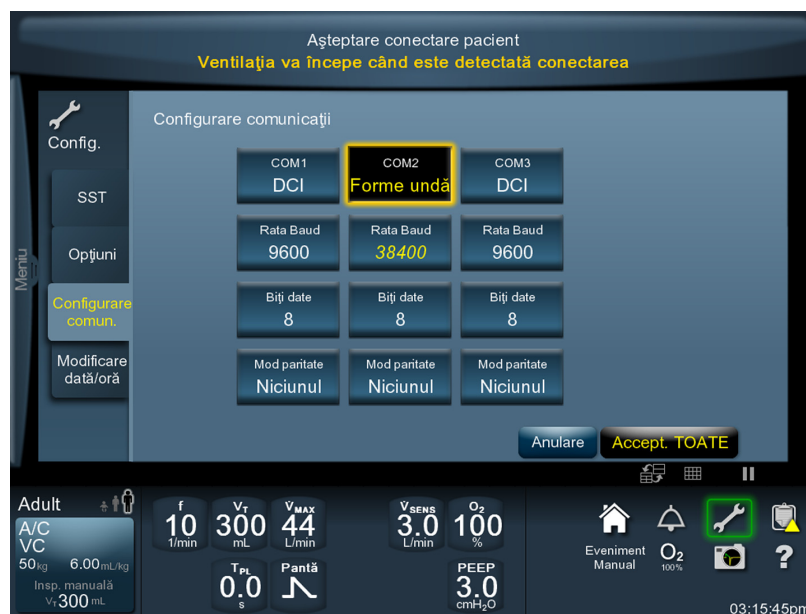 Aşteptare conectare pacient
Ventilaţia va începe când este detectată conectarea
Config.
Configurare comunicaţii
COM1
DCI
COM2
Forme undă
COM3
DCI
SST
Rata Baud
9600
Rata Baud
38400
Rata Baud
9600
Meniu
Opţiuni
Biţi date
8
Biţi date
8
Biţi date
8
Configurare
comun.
Mod paritate
Niciunul
Mod paritate
Niciunul
Mod paritate
Niciunul
Modificare
dată/oră
Anulare
Accept. TOATE
Adult
A/C
VC
50 kg 6.00 mL/kg
Insp. manuală
VT 300 mL
f
10
1/min
VT
300
mL
V̇MAX
44
L/min
V̇SENS
3.0
L/min
O2
100
%
TPL
0.0
s
Pantă
PEEP
3.0
cmH2O
Eveniment
Manual
O2
100%
?
03:15:45pm